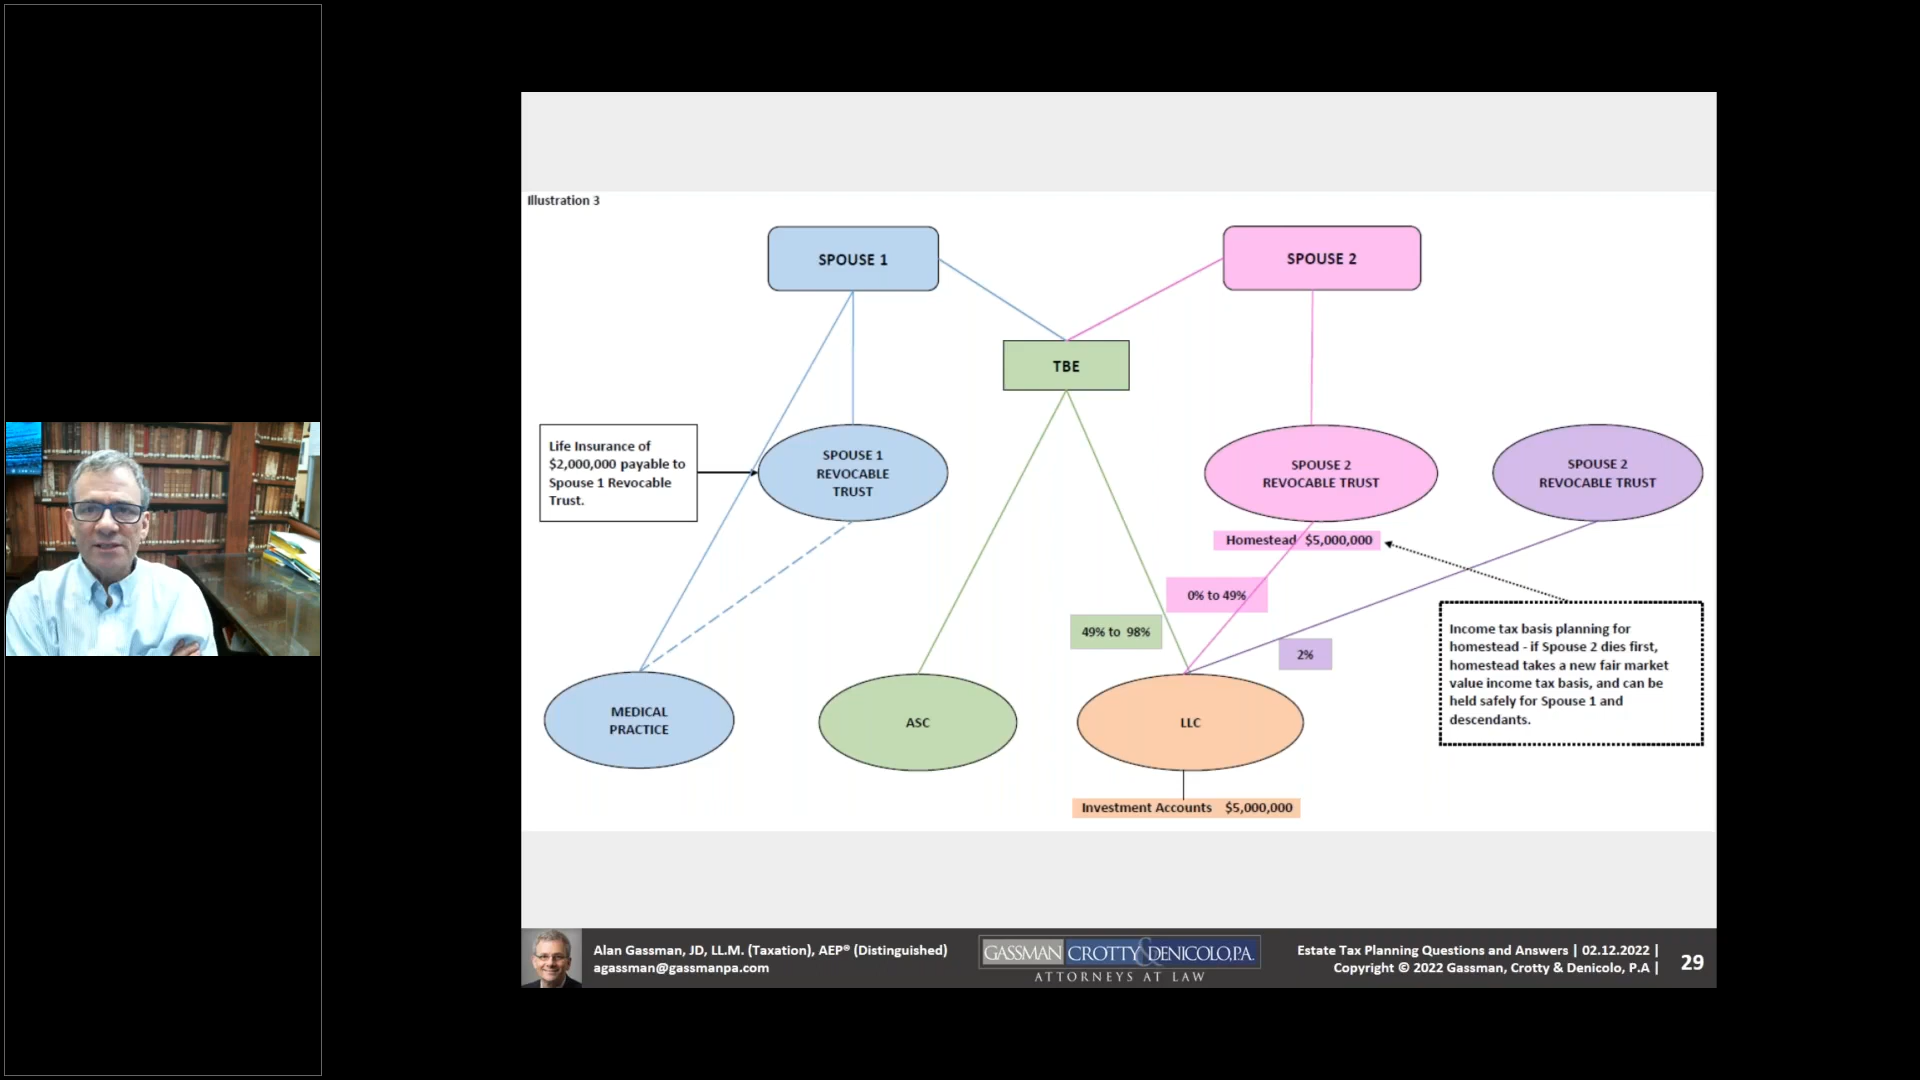 Illustration 3
SPOUSE 1
SPOUSE 2
TBE
Life Insurance of
$2,000,000 payable to
Spouse 1 Revocable
Trust.
SPOUSE 1
REVOCABLE
TRUST
SPOUSE 2
REVOCABLE TRUST
SPOUSE 2
REVOCABLE TRUST
Homestead $5,000,000
0% to 49%
49% to 98%
2%
Income tax basis planning for
homestead - if Spouse 2 dies first,
homestead takes a new fair market
value income tax basis, and can be
held safely for Spouse 1 and
descendants.
MEDICAL
PRACTICE
ASC
LLC
Investment Accounts $5,000,000
Alan Gassman, JD, LL.M. (Taxation), AEP® (Distinguished)
agassman@gassmanpa.com
GASSMAN CROTTY & DENICOLO, P.A.
ATTORNEYS AT LAW
Estate Tax Planning Questions and Answers | 02.12.2022 |
Copyright © 2022 Gassman, Crotty & Denicolo, P.A |
29